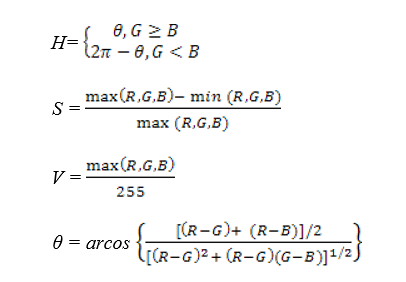 H= { θ, G ≥ B
2π − θ, G < B
S = max(R,G,B)− min (R,G,B) / max (R,G,B)
V = max(R,G,B) / 255
θ = arcos { [(R−G)+ (R−B)]/2 / [(R−G)² + (R−G)(G−B)]¹/² }